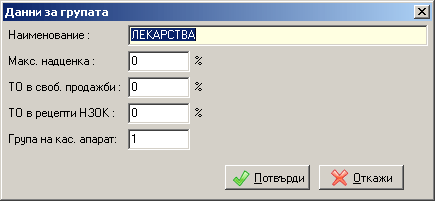 Данни за групата
Наименование : ЛЕКАРСТВА
Макс. надценка : 0 %
ТО в своб. продажби : 0 %
ТО в рецепти НЗОК : 0 %
Група на кас. апарат: 1
Потвърди Откажи